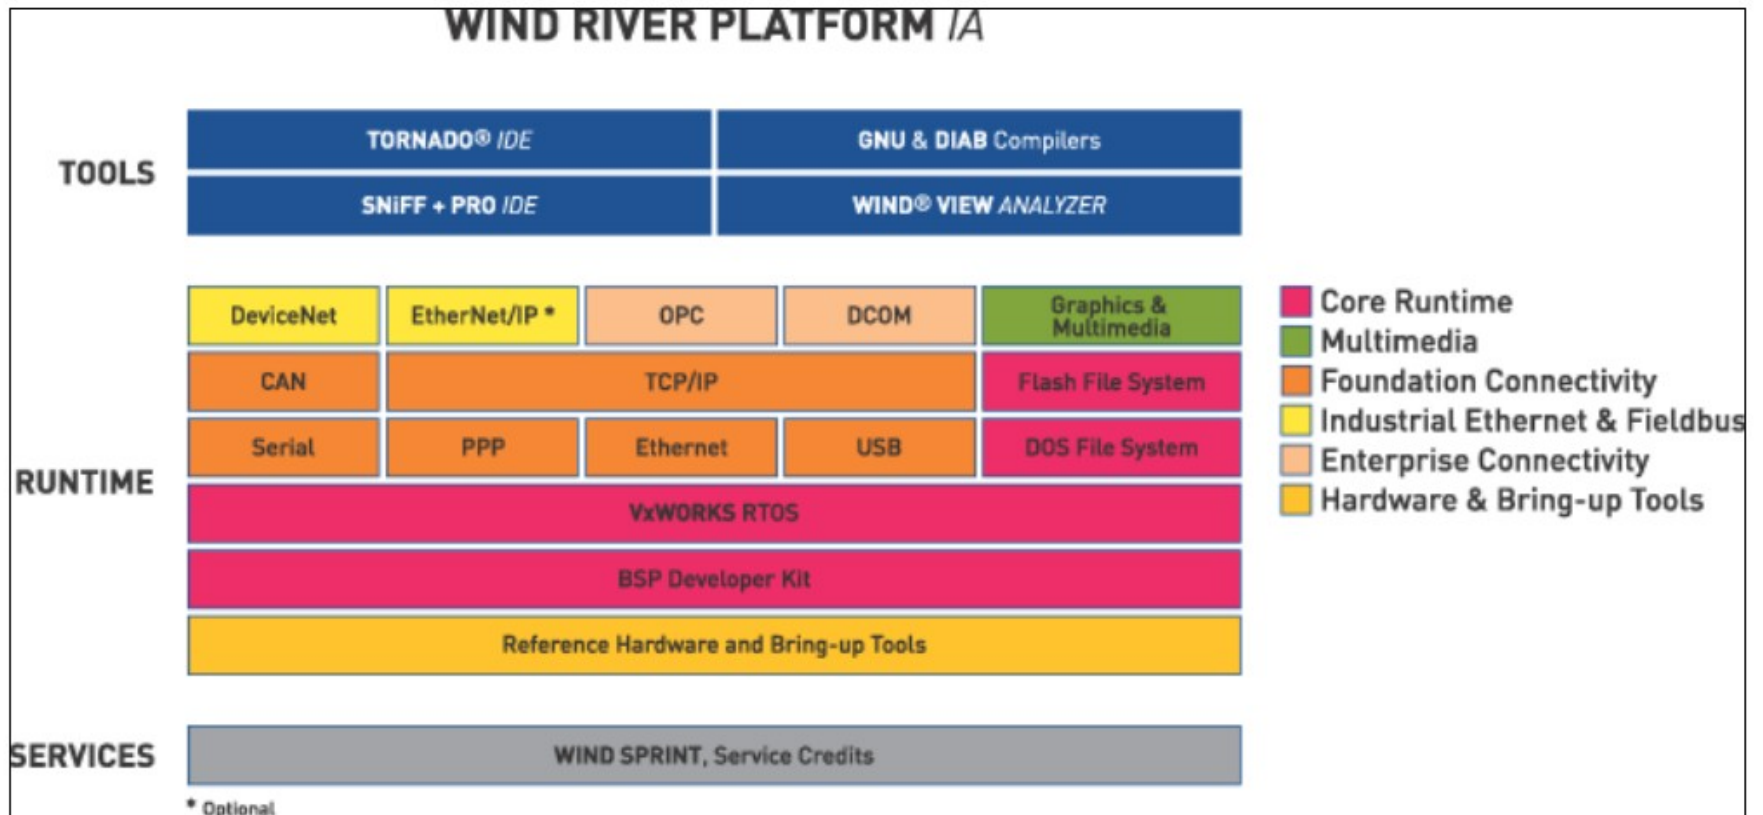 WIND RIVER PLATFORM IA
TOOLS
TORNADO® IDE
GNU & DIAB Compilers
SNiFF + PRO IDE
WIND® VIEW ANALYZER
RUNTIME
DeviceNet
EtherNet/IP *
OPC
DCOM
Graphics &
Multimedia
CAN
TCP/IP
Flash File System
Serial
PPP
Ethernet
USB
DOS File System
VxWORKS RTOS
BSP Developer Kit
Reference Hardware and Bring-up Tools
Core Runtime
Multimedia
Foundation Connectivity
Industrial Ethernet & Fieldbus
Enterprise Connectivity
Hardware & Bring-up Tools
SERVICES
WIND SPRINT, Service Credits
* Optional